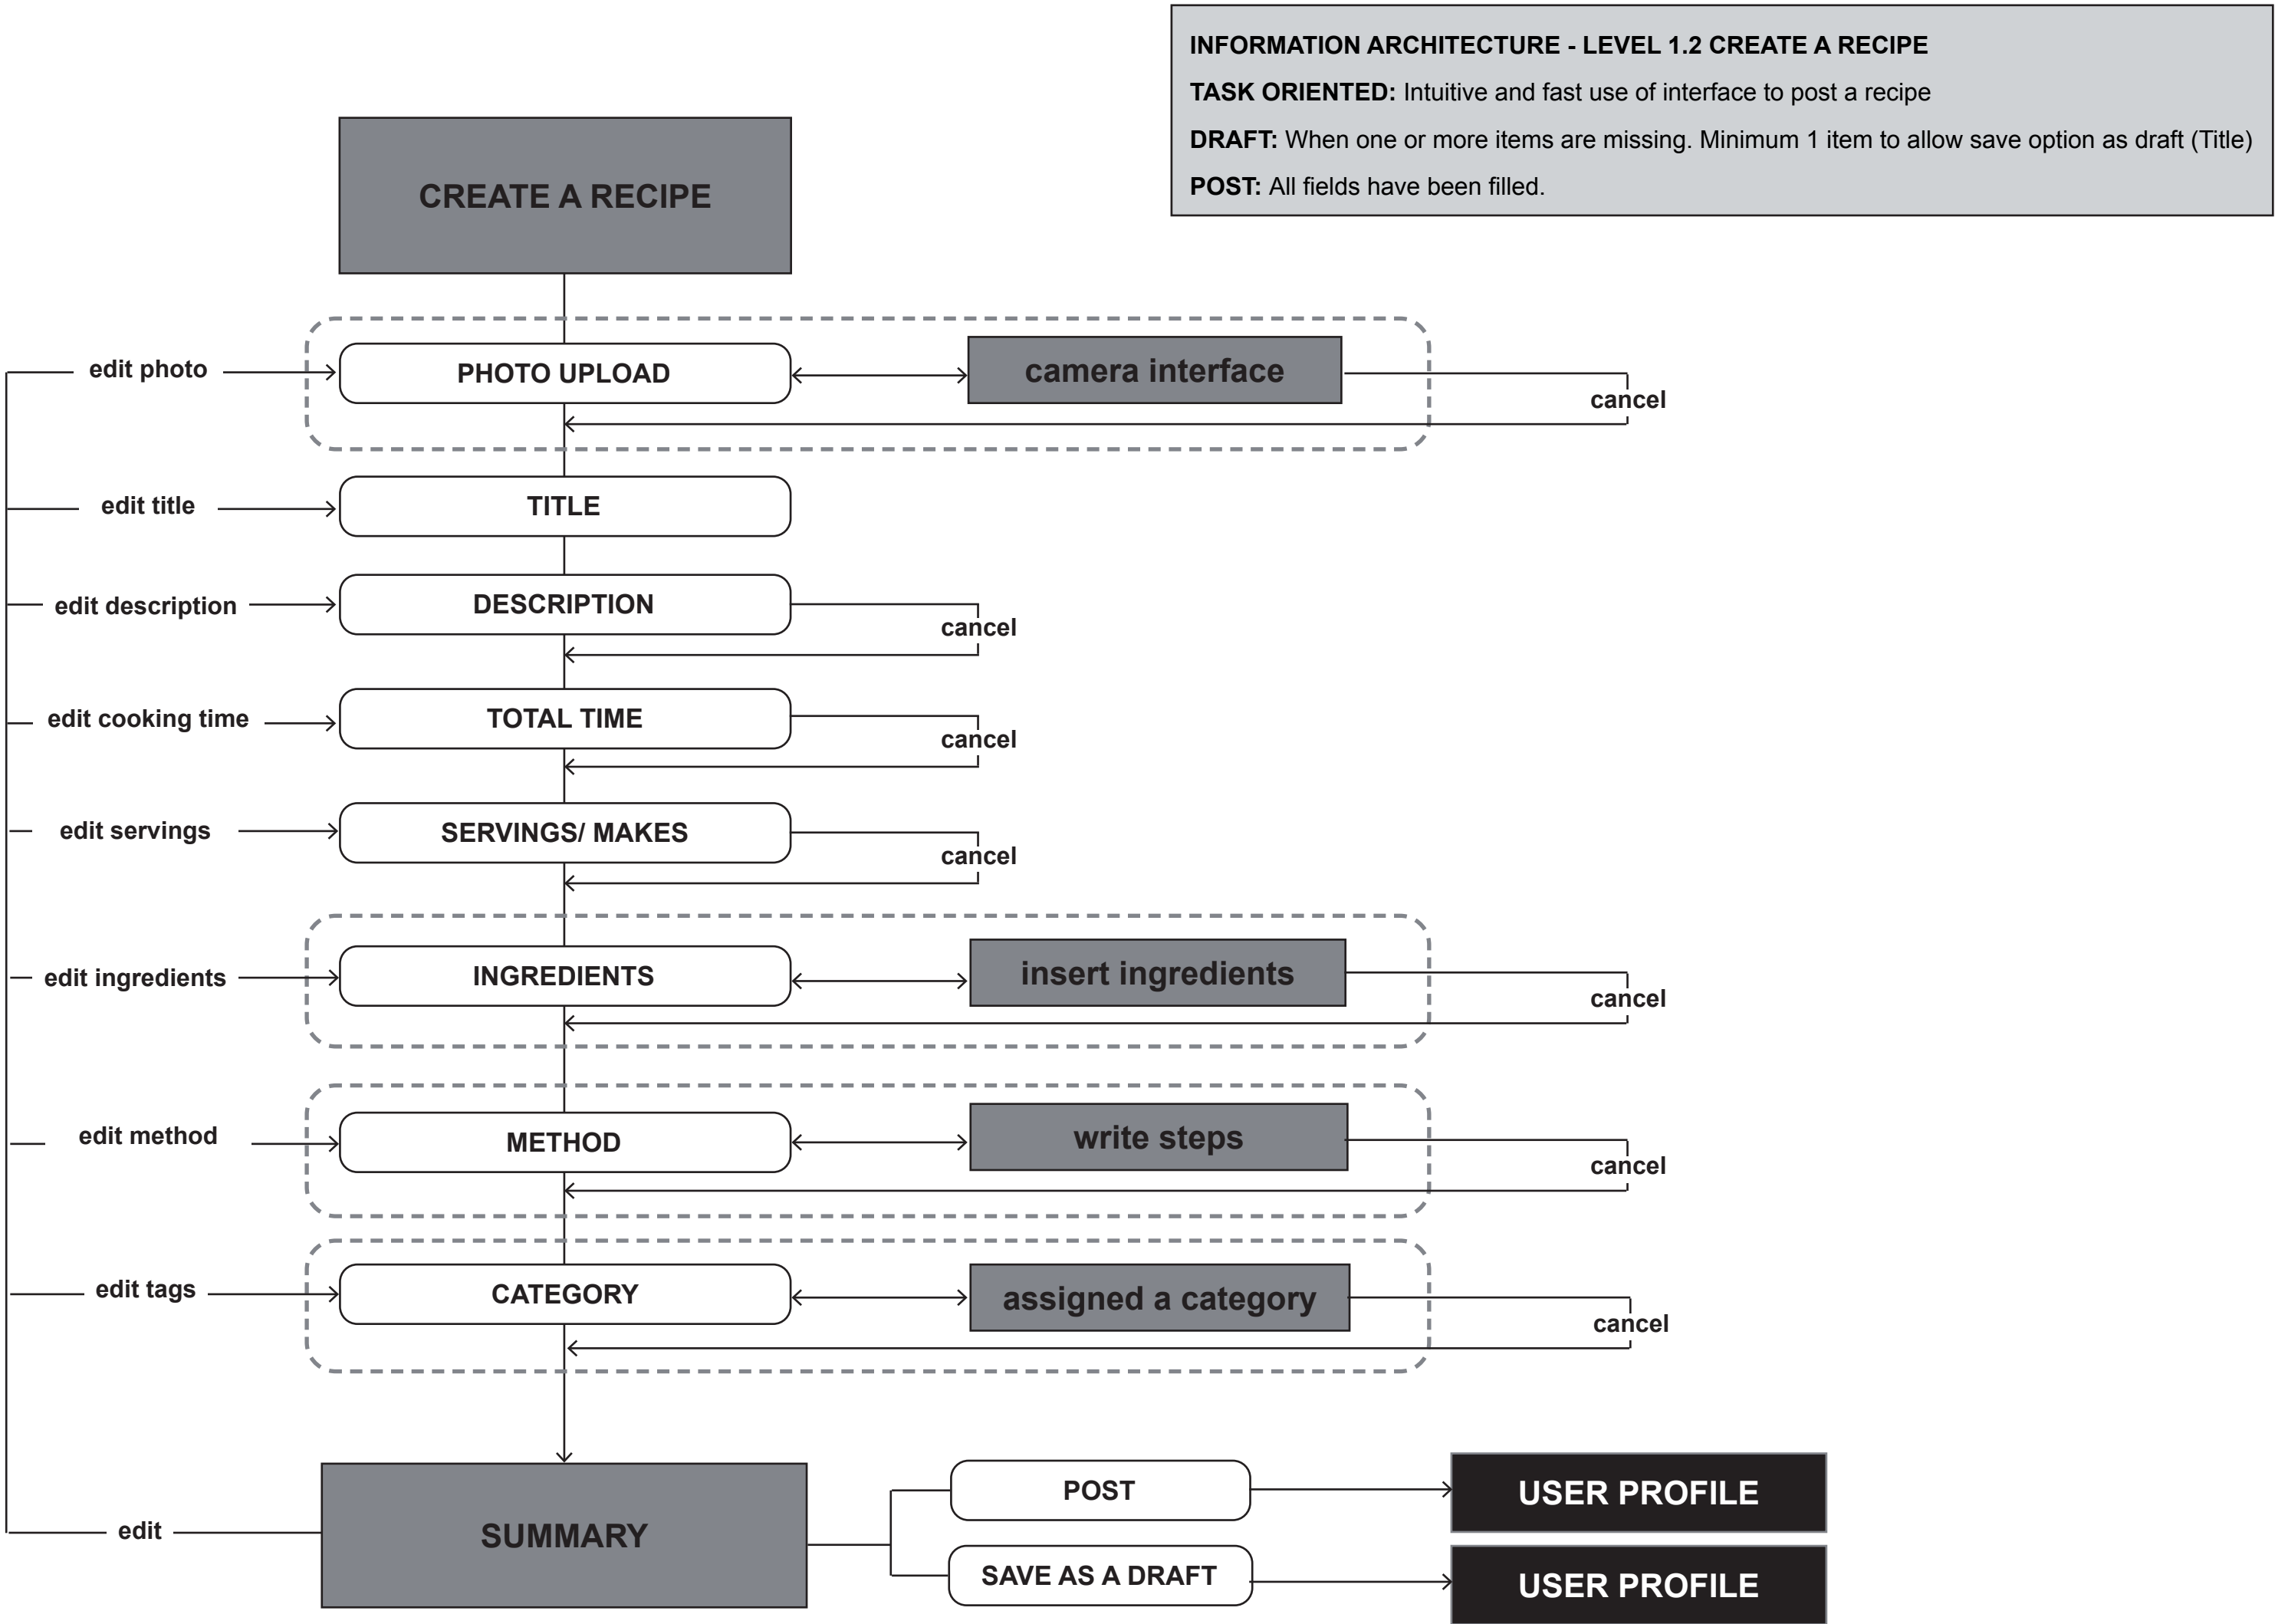 INFORMATION ARCHITECTURE - LEVEL 1.2 CREATE A RECIPE
TASK ORIENTED: Intuitive and fast use of interface to post a recipe
DRAFT: When one or more items are missing. Minimum 1 item to allow save option as draft (Title)
POST: All fields have been filled.
CREATE A RECIPE
edit photo
PHOTO UPLOAD
camera interface
cancel
edit title
TITLE
edit description
DESCRIPTION
cancel
edit cooking time
TOTAL TIME
cancel
edit servings
SERVINGS/ MAKES
cancel
edit ingredients
INGREDIENTS
insert ingredients
cancel
edit method
METHOD
write steps
cancel
edit tags
CATEGORY
assigned a category
cancel
edit
SUMMARY
POST
USER PROFILE
SAVE AS A DRAFT
USER PROFILE